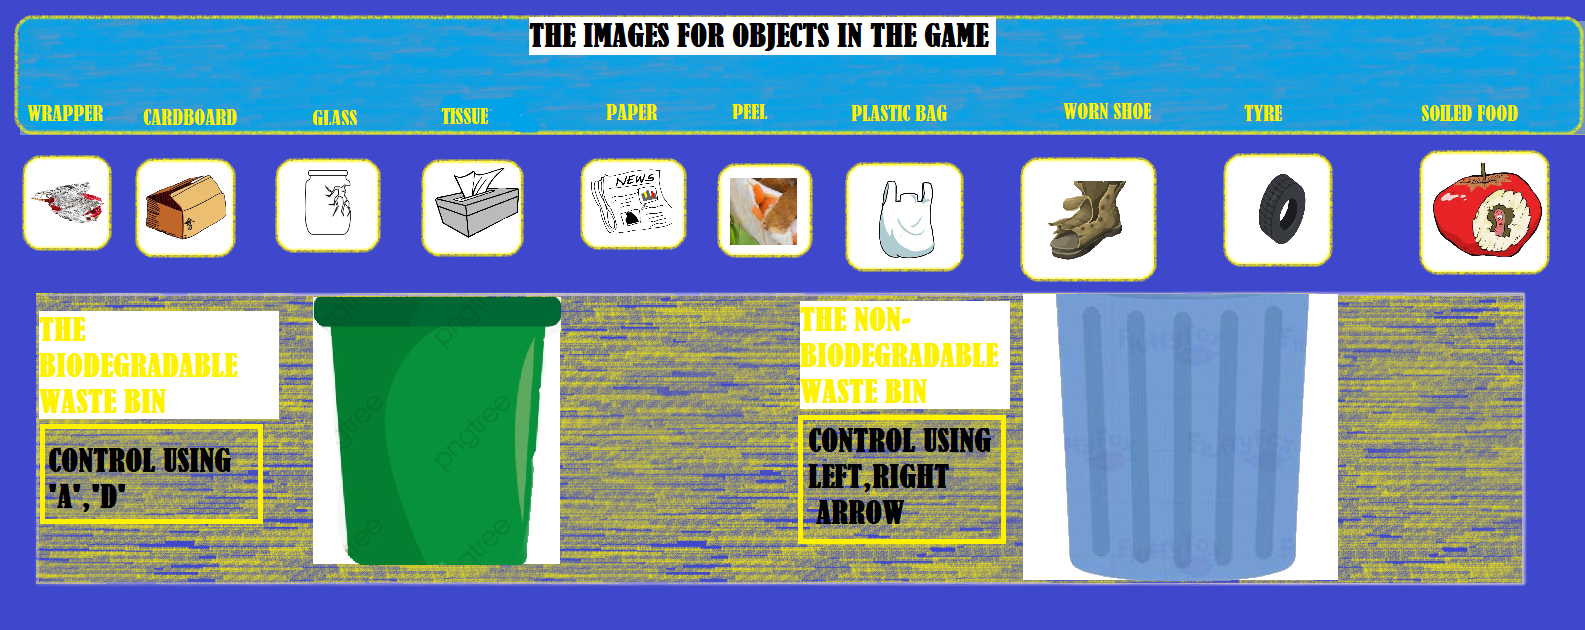 THE IMAGES FOR OBJECTS IN THE GAME
WRAPPER
CARDBOARD
GLASS
TISSUE
PAPER
PEEL
PLASTIC BAG
WORN SHOE
TYRE
SOILED FOOD
NEWS
THE
BIODEGRADABLE
WASTE BIN
CONTROL USING
'A','D'
pngtree
pngtree
pngtree
THE NON-
BIODEGRADABLE
WASTE BIN
CONTROL USING
LEFT,RIGHT
ARROW